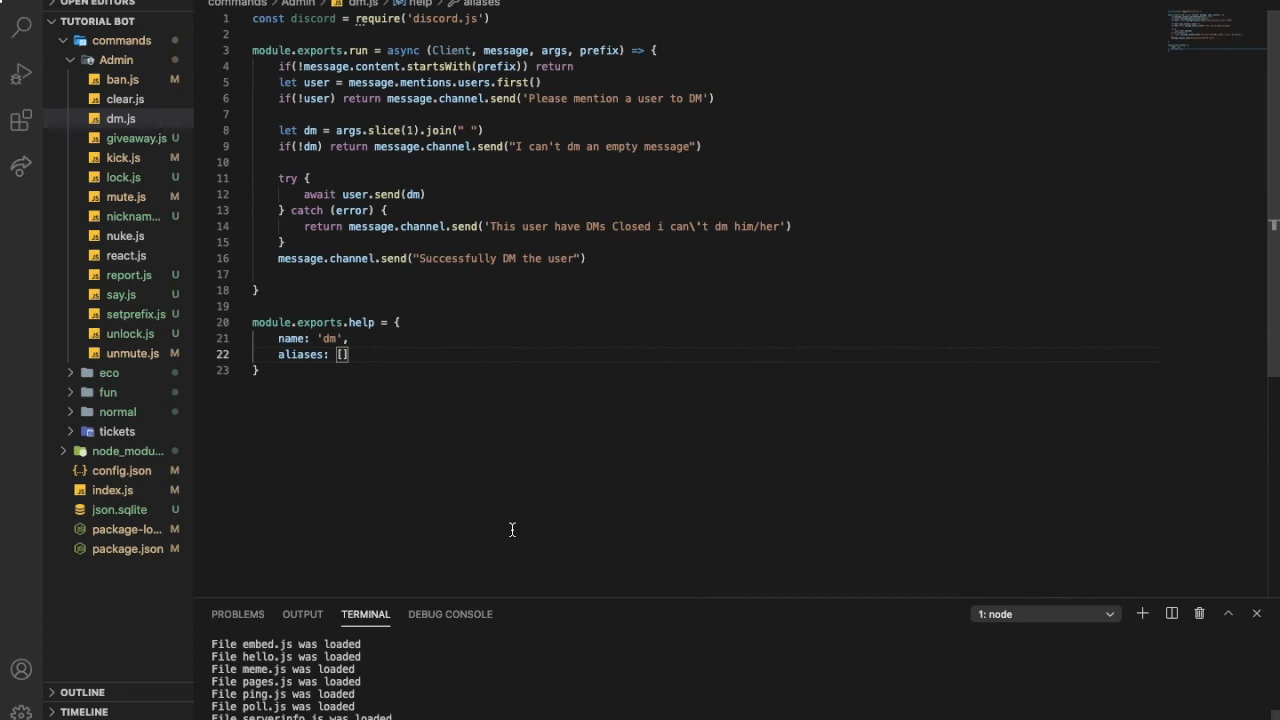 OPEN EDITORS
TUTORIAL BOT
commands
Admin
ban.js M
clear.js
dm.js
giveaway.js U
kick.js M
lock.js U
mute.js M
nicknam... U
nuke.js
react.js
report.js U
say.js U
setprefix.js U
unlock.js U
unmute.js M
eco
fun
normal
tickets
node_modu...
config.json M
index.js M
json.sqlite U
package-lo... M
package.json M
OUTLINE
TIMELINE
commands > Admin > dm.js > help > aliases
1 const discord = require('discord.js')
2
3 module.exports.run = async (Client, message, args, prefix) => {
4 if(!message.content.startsWith(prefix)) return
5 let user = message.mentions.users.first()
6 if(!user) return message.channel.send('Please mention a user to DM')
7
8 let dm = args.slice(1).join(" ")
9 if(!dm) return message.channel.send("I can't dm an empty message")
10
11 try {
12 await user.send(dm)
13 } catch (error) {
14 return message.channel.send('This user have DMs Closed i can\'t dm him/her')
15 }
16 message.channel.send("Successfully DM the user")
17
18 }
19
20 module.exports.help = {
21 name: 'dm',
22 aliases: []
23 }
PROBLEMS OUTPUT TERMINAL DEBUG CONSOLE 1: node
File embed.js was loaded
File hello.js was loaded
File meme.js was loaded
File pages.js was loaded
File ping.js was loaded
File poll.js was loaded
File serverinfo.js was loaded